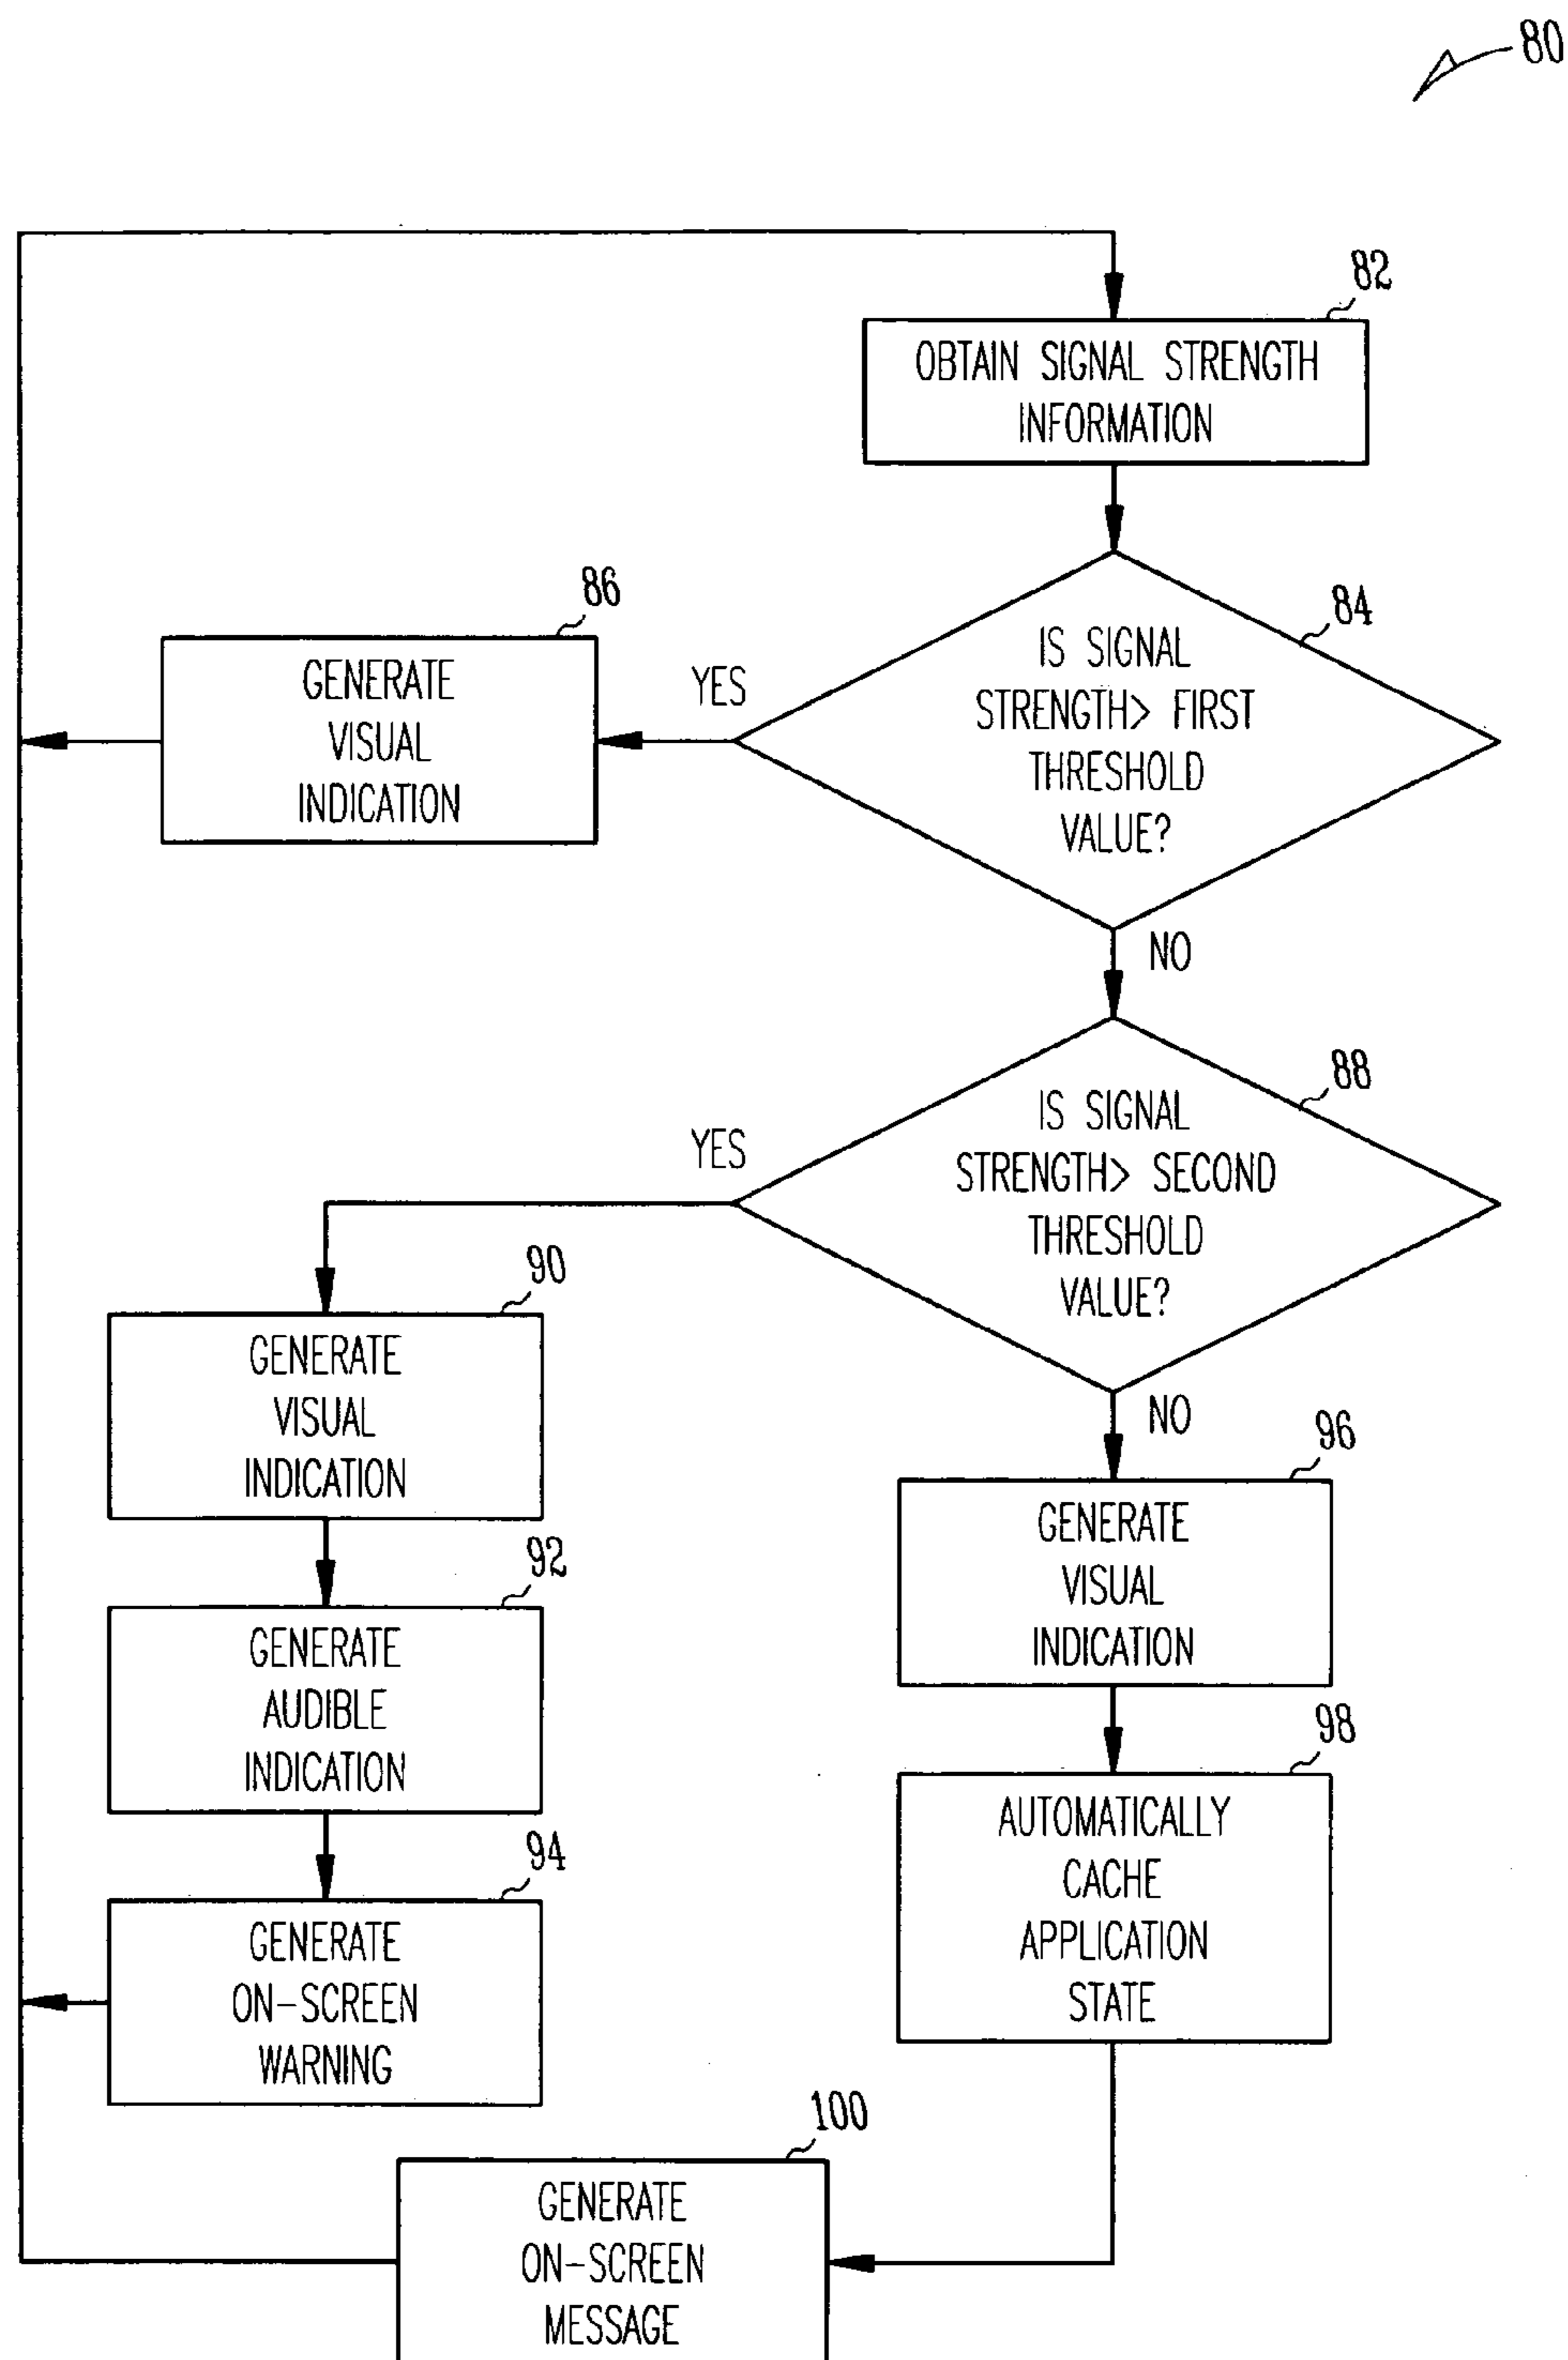 80
82
OBTAIN SIGNAL STRENGTH
INFORMATION
84
IS SIGNAL
STRENGTH> FIRST
THRESHOLD
VALUE?
YES
86
GENERATE
VISUAL
INDICATION
NO
88
IS SIGNAL
STRENGTH> SECOND
THRESHOLD
VALUE?
YES
90
GENERATE
VISUAL
INDICATION
92
GENERATE
AUDIBLE
INDICATION
94
GENERATE
ON-SCREEN
WARNING
NO
96
GENERATE
VISUAL
INDICATION
98
AUTOMATICALLY
CACHE
APPLICATION
STATE
100
GENERATE
ON-SCREEN
MESSAGE